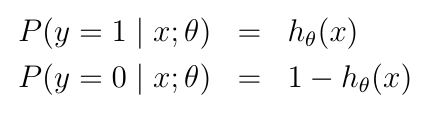 P(y = 1 | x; θ) = h_θ(x)
P(y = 0 | x; θ) = 1 − h_θ(x)